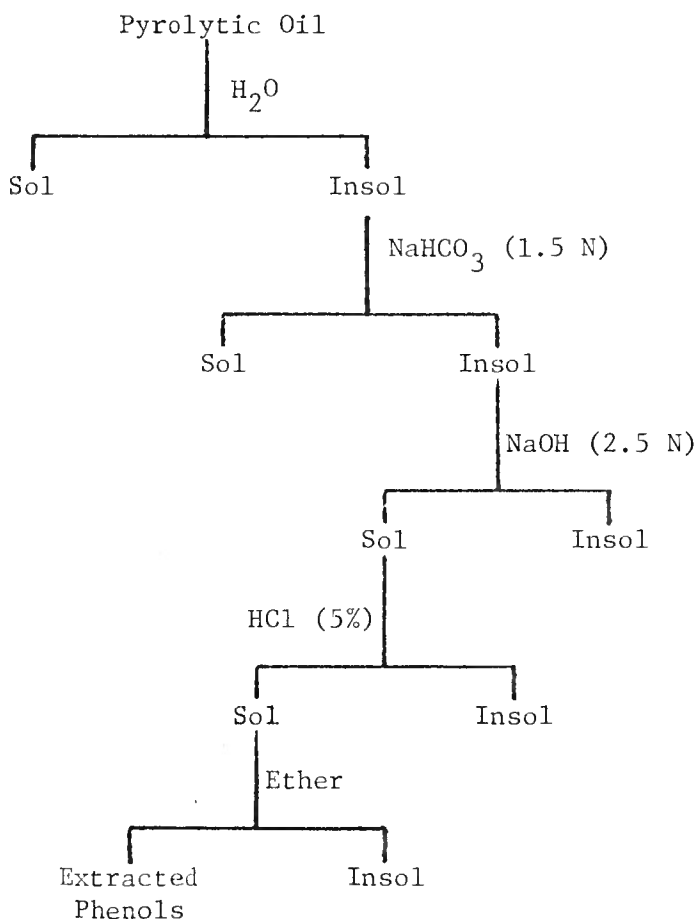 Pyrolytic Oil
H₂O
Sol Insol
NaHCO₃ (1.5 N)
Sol Insol
NaOH (2.5 N)
Sol Insol
HCl (5%)
Sol Insol
Ether
Extracted Insol
Phenols